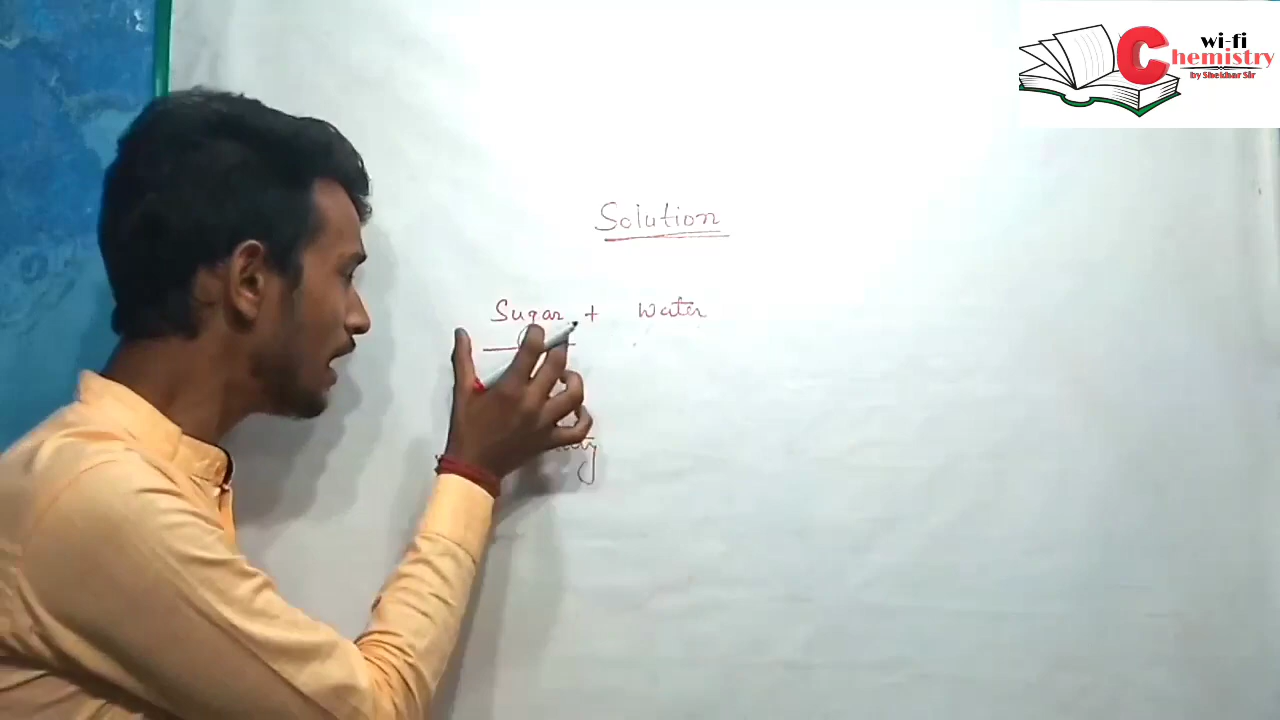 wi-fi
Chemistry
by Shekhar Sir
Solution
Sugar + Water